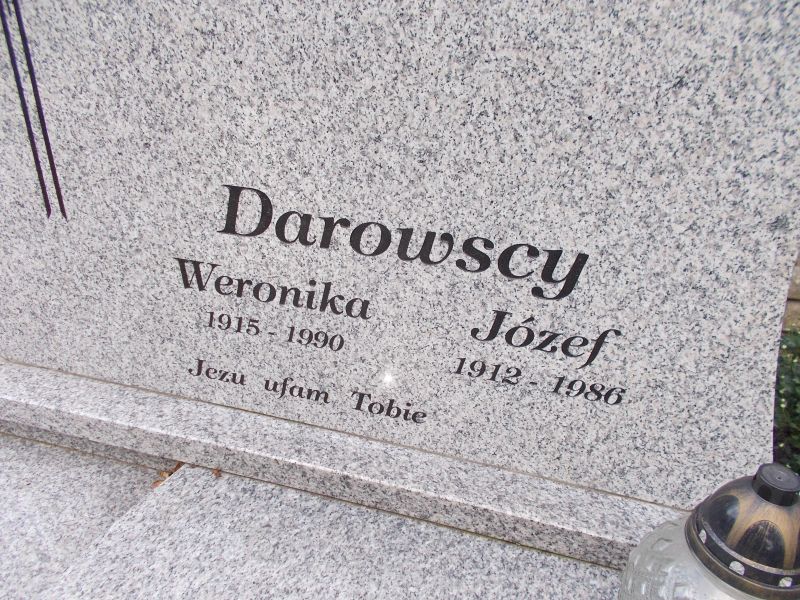 Darowscy
Weronika
1915 - 1990
Józef
1912 - 1986
Jezu ufam Tobie